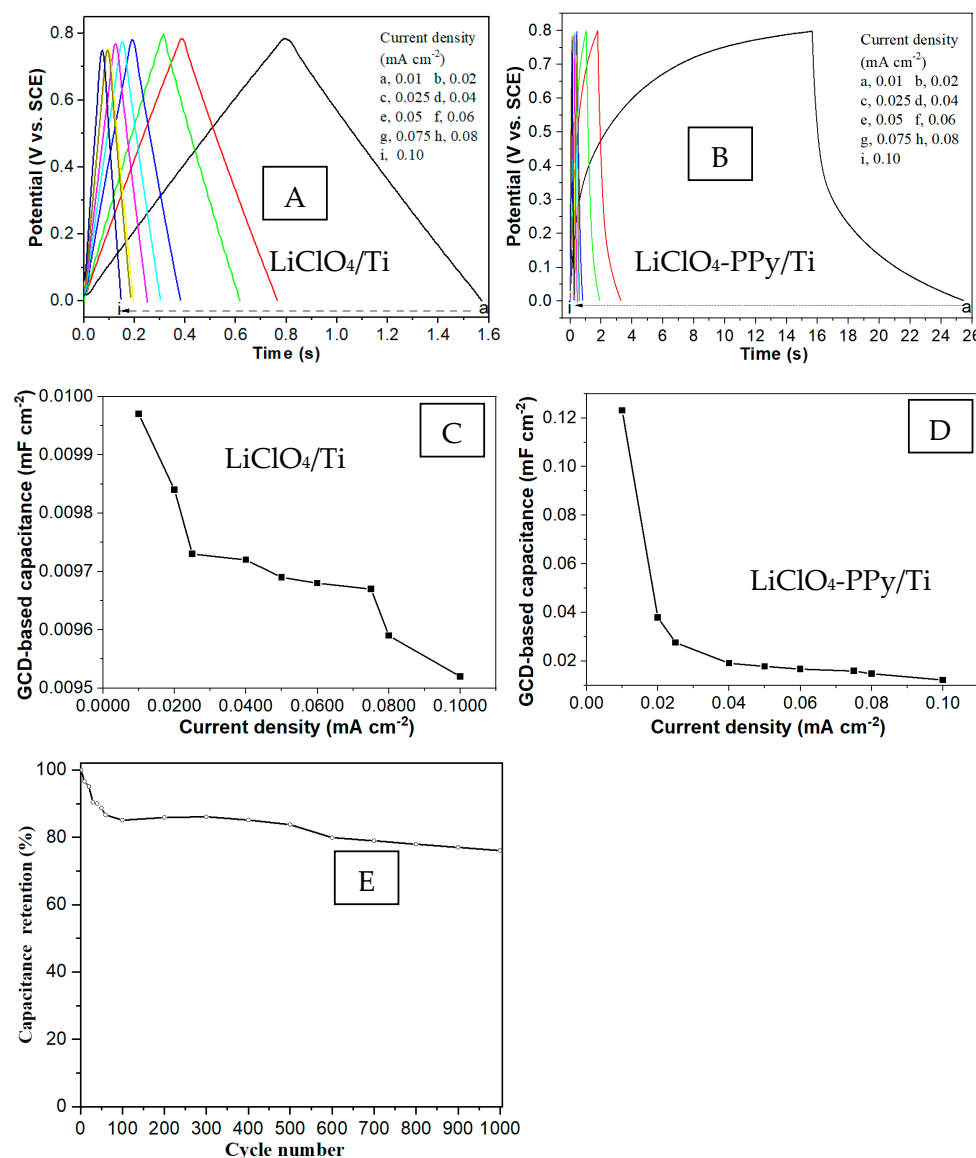 0.8
0.6
0.4
0.2
0.0
Potential (V vs. SCE)
Current density
(mA cm-2)
a, 0.01 b, 0.02
c, 0.025 d, 0.04
e, 0.05 f, 0.06
g, 0.075 h, 0.08
i, 0.10
A
LiClO4/Ti
i
a
0.0 0.2 0.4 0.6 0.8 1.0 1.2 1.4 1.6
Time (s)
0.8
0.7
0.6
0.5
0.4
0.3
0.2
0.1
0.0
Potential (V vs. SCE)
Current density
(mA cm-2)
a, 0.01 b, 0.02
c, 0.025 d, 0.04
e, 0.05 f, 0.06
g, 0.075 h, 0.08
i, 0.10
B
LiClO4-PPy/Ti
i
a
0 2 4 6 8 10 12 14 16 18 20 22 24 26
Time (s)
0.0100
0.0099
0.0098
0.0097
0.0096
0.0095
GCD-based capacitance (mF cm-2)
C
LiClO4/Ti
0.0000 0.0200 0.0400 0.0600 0.0800 0.1000
Current density (mA cm-2)
0.12
0.10
0.08
0.06
0.04
0.02
GCD-based capacitance (mF cm-2)
D
LiClO4-PPy/Ti
0.00 0.02 0.04 0.06 0.08 0.10
Current density (mA cm-2)
100
80
60
40
20
0
Capacitance retention (%)
E
0 100 200 300 400 500 600 700 800 900 1000
Cycle number